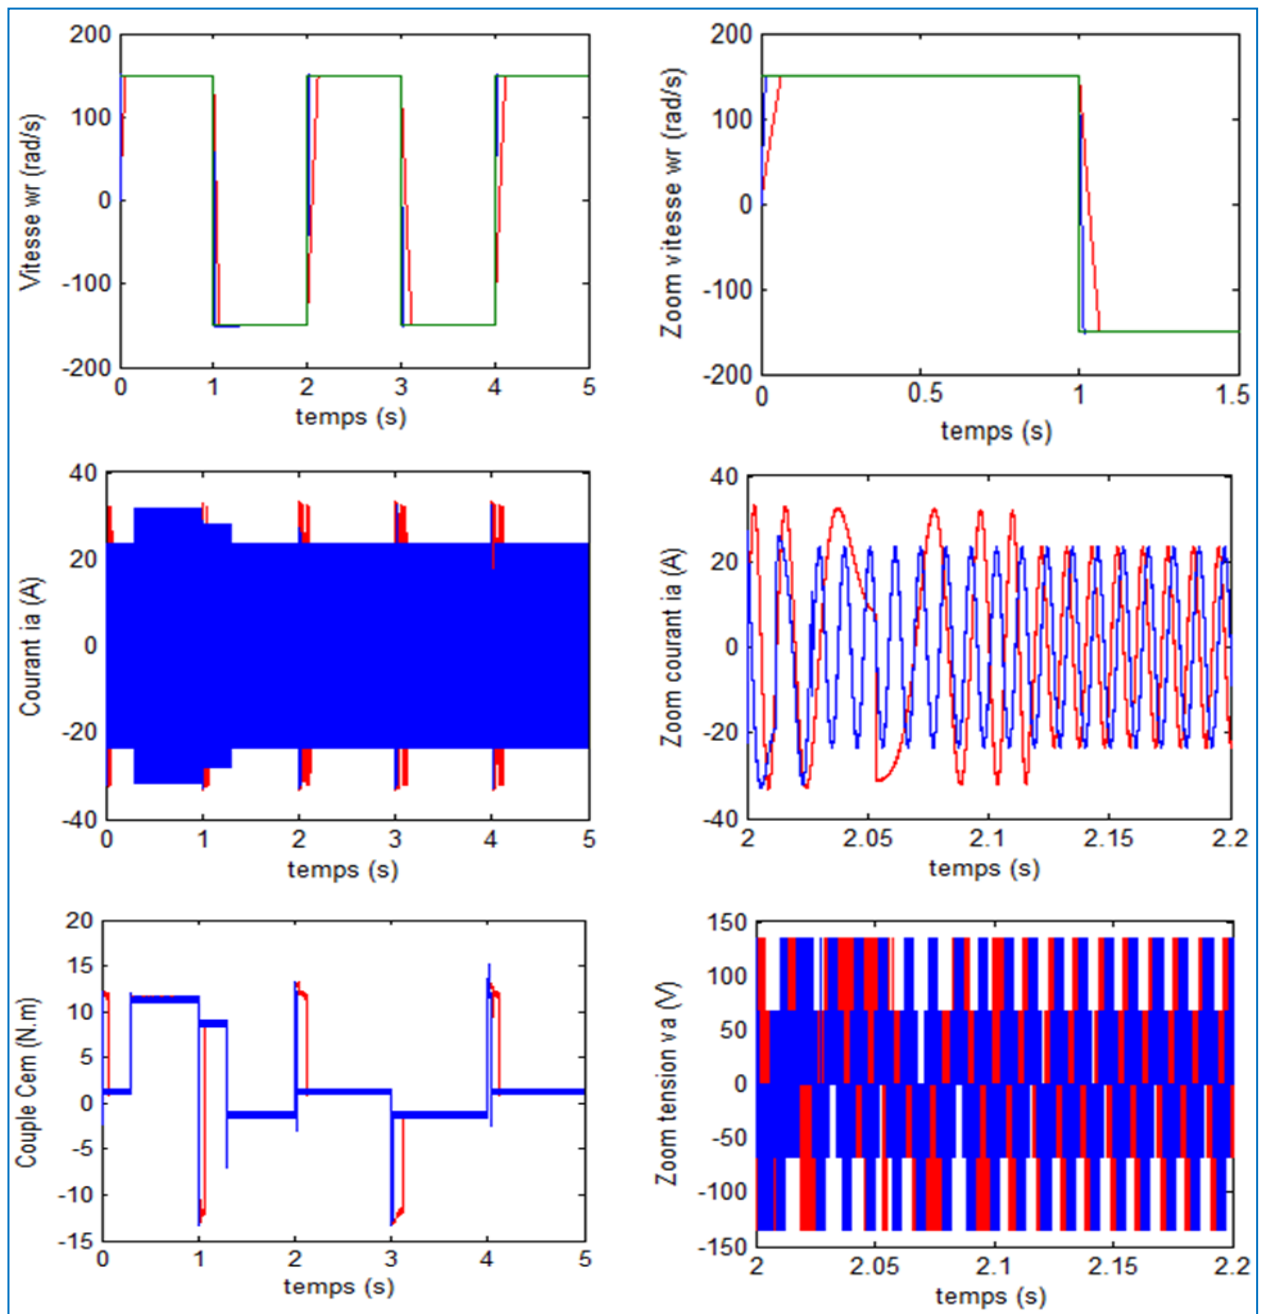 200
100
0
-100
-200
Vitesse wr (rad/s)
0 1 2 3 4 5
temps (s)
200
100
0
-100
-200
Zoom vitesse wr (rad/s)
0 0.5 1 1.5
temps (s)
40
20
0
-20
-40
Courant ia (A)
0 1 2 3 4 5
temps (s)
40
20
0
-20
-40
Zoom courant ia (A)
2 2.05 2.1 2.15 2.2
temps (s)
20
15
10
5
0
-5
-10
-15
Couple Cem (N.m)
0 1 2 3 4 5
temps (s)
150
100
50
0
-50
-100
-150
Zoom tension va (V)
2 2.05 2.1 2.15 2.2
temps (s)